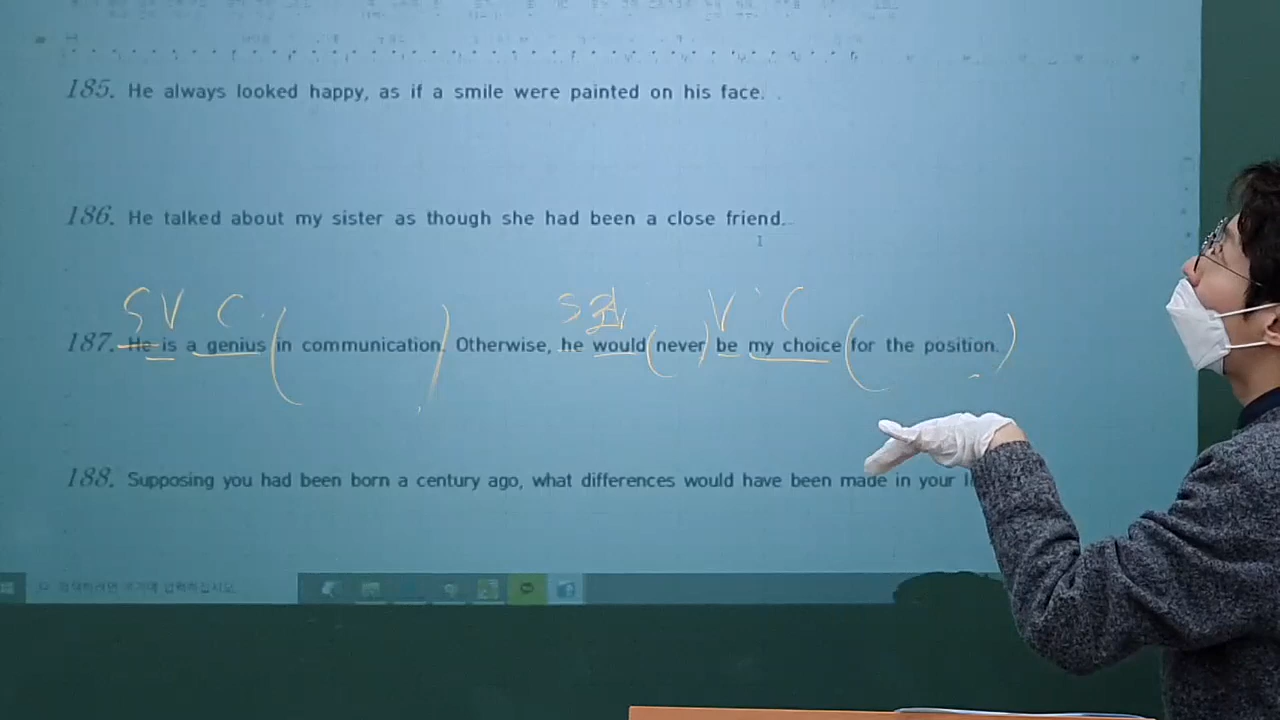 185. He always looked happy, as if a smile were painted on his face.
186. He talked about my sister as though she had been a close friend.
S V C ( ) S V C ( )
187. He is a genius in communication. Otherwise, he would never be my choice for the position.
188. Supposing you had been born a century ago, what differences would have been made in your